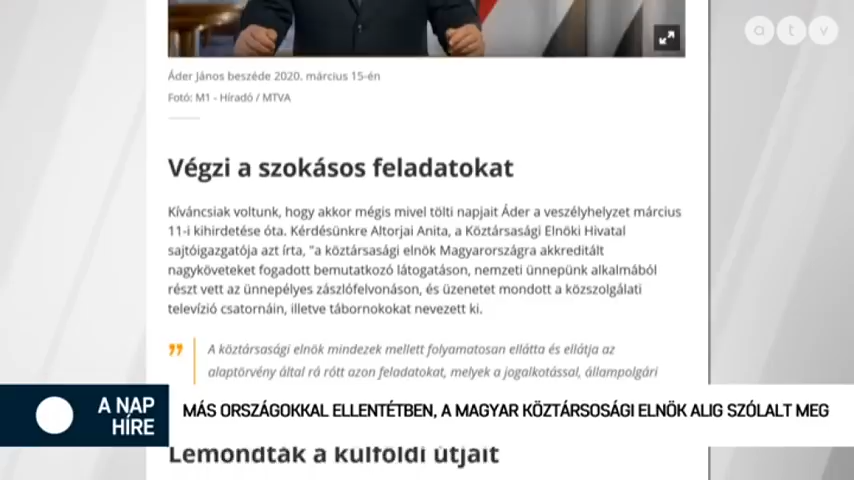 atv
Áder János beszéde 2020. március 15-én
Fotó: M1 - Híradó / MTVA
Végzi a szokásos feladatokat
Kíváncsiak voltunk, hogy akkor mégis mivel tölti napjait Áder a veszélyhelyzet március
11-i kihirdetése óta. Kérdésünkre Altorjai Anita, a Köztársasági Elnöki Hivatal
sajtóigazgatója azt írta, "a köztársasági elnök Magyarországra akkreditált
nagyköveteket fogadott bemutatkozó látogatáson, nemzeti ünnepünk alkalmából
részt vett az ünnepélyes zászlófelvonáson, és üzenetet mondott a közszolgálati
televízió csatornáin, illetve tábornokokat nevezett ki.
A köztársasági elnök mindezek mellett folyamatosan ellátta és ellátja az
alaptörvény által rá rótt azon feladatokat, melyek a jogalkotással, állampolgári
A NAP
HÍRE
MÁS ORSZÁGOKKAL ELLENTÉTBEN, A MAGYAR KÖZTÁRSOSÁGI ELNÖK ALIG SZÓLALT MEG
Lemondták a külföldi útjait